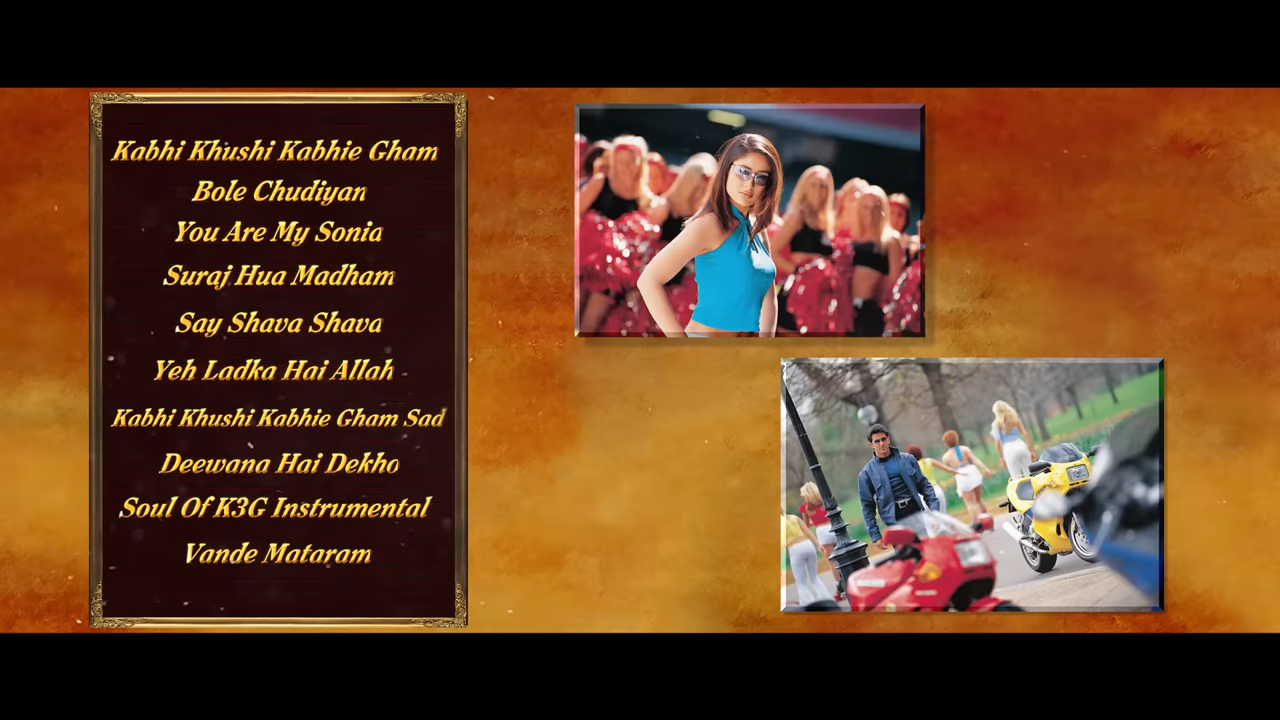 Kabhi Khushi Kabhie Gham
Bole Chudiyan
You Are My Sonia
Suraj Hua Madham
Say Shava Shava
Yeh Ladka Hai Allah
Kabhi Khushi Kabhie Gham Sad
Deewana Hai Dekho
Soul Of K3G Instrumental
Vande Mataram